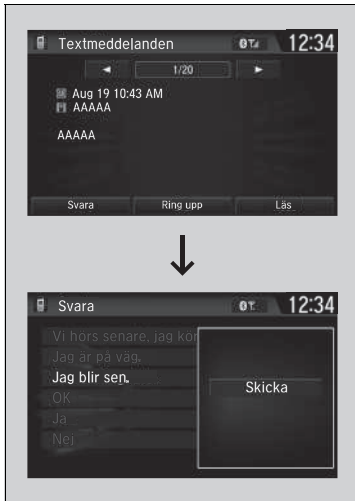 Textmeddelanden
12:34
1/20
Aug 19 10:43 AM
AAAAA
AAAAA
Svara Ring upp Läs
Svara
12:34
Vi hörs senare, jag kör
Jag är på väg.
Jag blir sen.
OK
Ja
Nej
Skicka